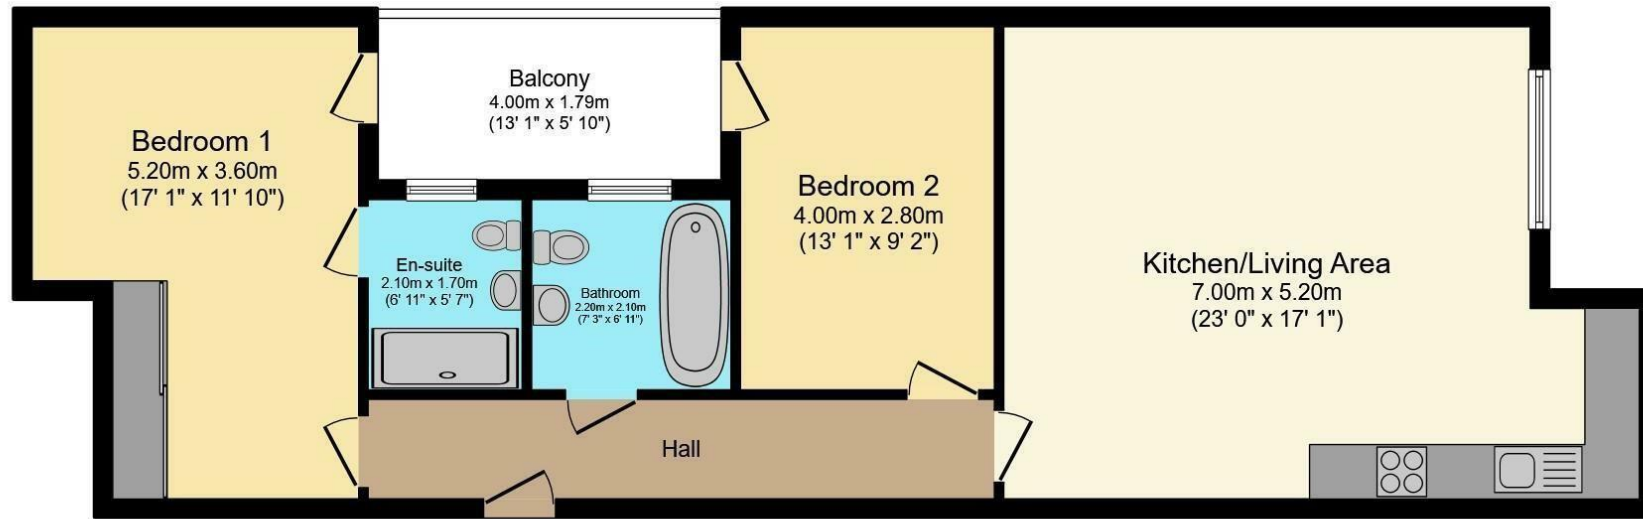 Bedroom 1
5.20m x 3.60m
(17' 1" x 11' 10")
Balcony
4.00m x 1.79m
(13' 1" x 5' 10")
En-suite
2.10m x 1.70m
(6' 11" x 5' 7")
Bathroom
2.20m x 2.10m
(7' 3" x 6' 11")
Bedroom 2
4.00m x 2.80m
(13' 1" x 9' 2")
Kitchen/Living Area
7.00m x 5.20m
(23' 0" x 17' 1")
Hall